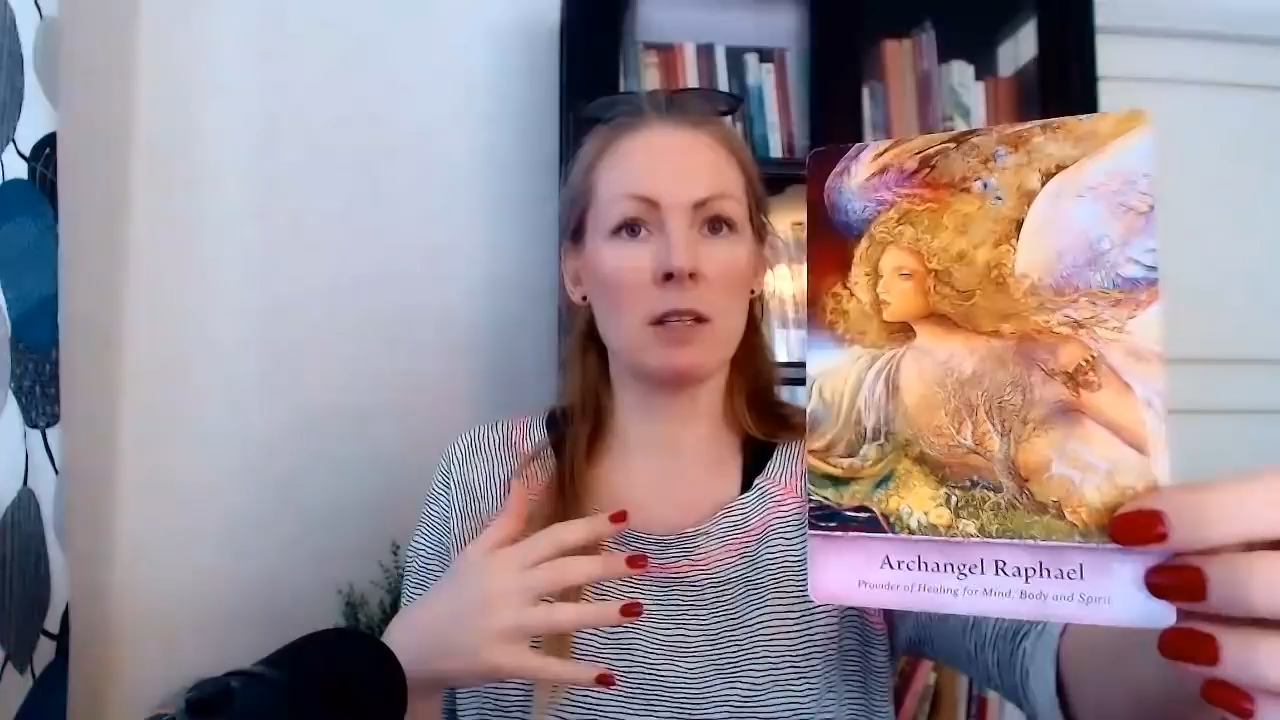 Archangel Raphael
Provider of Healing for Mind, Body and Spirit